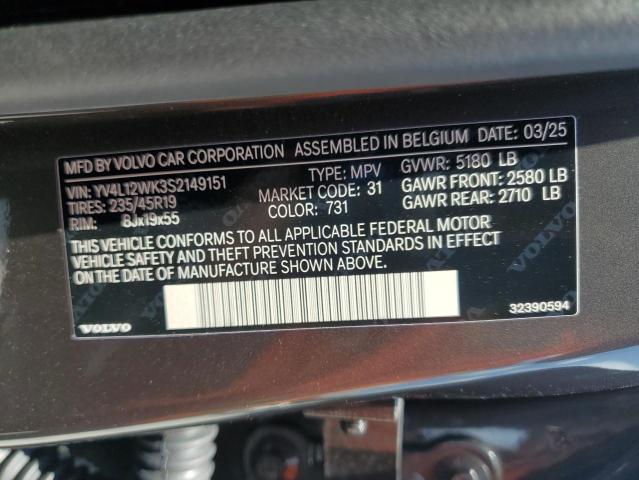 MFD BY VOLVO CAR CORPORATION ASSEMBLED IN BELGIUM DATE: 03/25
VIN: YV4L12WK3S2149151 TYPE: MPV GVWR: 5180 LB
TIRES: 235/45R19 MARKET CODE: 31 GAWR FRONT: 2580 LB
RIM: 8Jx19x55 COLOR: 731 GAWR REAR: 2710 LB
THIS VEHICLE CONFORMS TO ALL APPLICABLE FEDERAL MOTOR
VEHICLE SAFETY AND THEFT PREVENTION STANDARDS IN EFFECT
ON THE DATE OF MANUFACTURE SHOWN ABOVE.
VOLVO
32390594